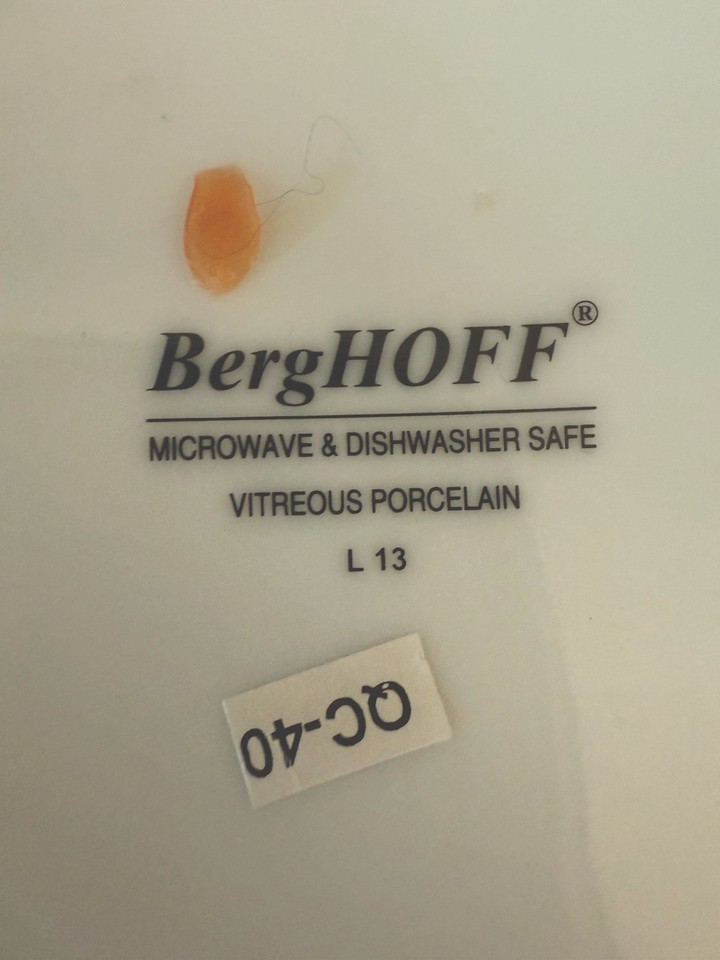 BergHOFF®
MICROWAVE & DISHWASHER SAFE
VITREOUS PORCELAIN
L 13
QC-40